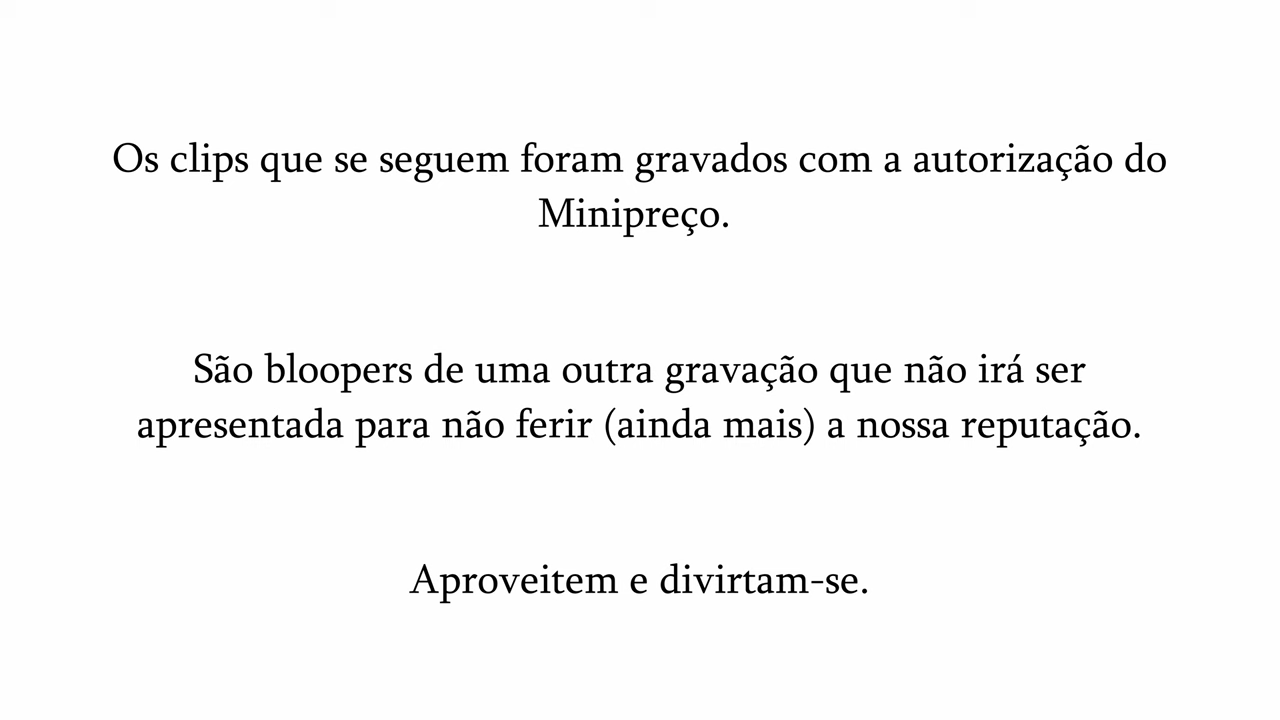 Os clips que se seguem foram gravados com a autorização do
Minipreço.
São bloopers de uma outra gravação que não irá ser
apresentada para não ferir (ainda mais) a nossa reputação.
Aproveitem e divirtam-se.